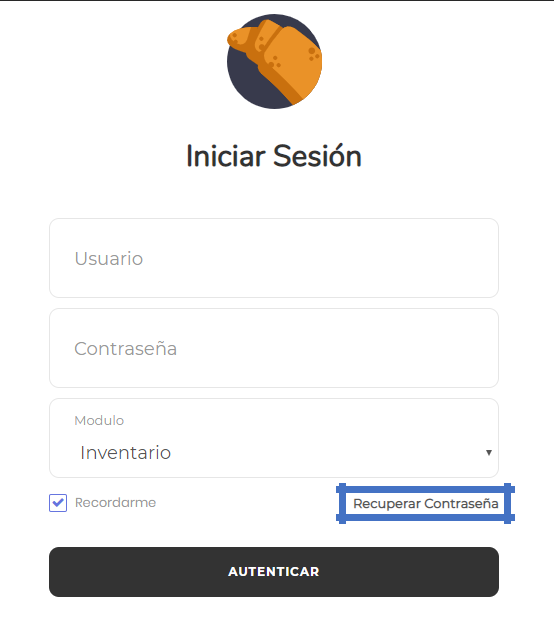 Iniciar Sesión
Usuario
Contraseña
Modulo
Inventario
Recordarme
Recuperar Contraseña
AUTENTICAR